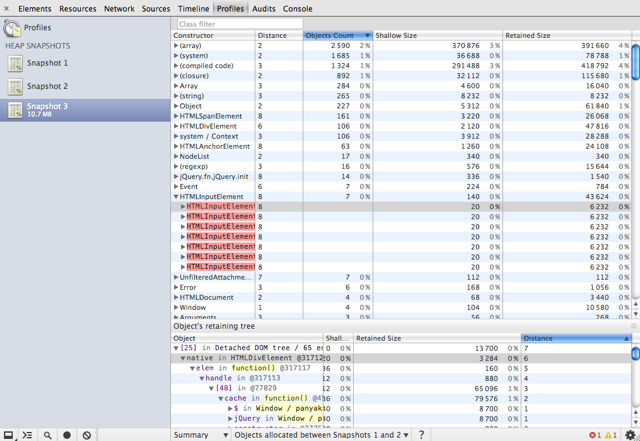 Elements Resources Network Sources Timeline Profiles Audits Console
Profiles
HEAP SNAPSHOTS
Snapshot 1
Snapshot 2
Snapshot 3
10.7 MB
Class filter
Constructor Distance Objects Count Shallow Size Retained Size
(array) 2 2 590 2% 370 876 3% 391 660 4%
(system) 2 1 685 1% 36 688 0% 78 788 1%
(compiled code) 3 1 324 1% 291 488 3% 418 792 4%
(closure) 2 892 1% 32 112 0% 115 680 1%
Array 3 284 0% 4 600 0% 16 040 0%
(string) 3 265 0% 8 232 0% 8 232 0%
Object 2 227 0% 5 312 0% 61 840 1%
HTMLSpanElement 8 161 0% 3 220 0% 26 068 0%
HTMLDivElement 6 106 0% 2 120 0% 47 816 0%
system / Context 3 106 0% 3 912 0% 28 288 0%
HTMLAnchorElement 8 63 0% 1 260 0% 24 108 0%
NodeList 2 17 0% 340 0% 340 0%
(regexp) 3 16 0% 576 0% 15 644 0%
jQuery.fn.jQuery.init 4 14 0% 336 0% 1 540 0%
Event 6 7 0% 224 0% 784 0%
HTMLInputElement 8 7 0% 140 0% 43 624 0%
HTMLInputElement 8 20 0% 6 232 0%
HTMLInputElement 8 20 0% 6 232 0%
HTMLInputElement 8 20 0% 6 232 0%
HTMLInputElement 8 20 0% 6 232 0%
HTMLInputElement 8 20 0% 6 232 0%
HTMLInputElement 8 20 0% 6 232 0%
HTMLInputElement 8 20 0% 6 232 0%
UnfilteredAttachme... 7 7 0% 112 0% 112 0%
Error 3 6 0% 168 0% 1 068 0%
HTMLDocument 2 4 0% 68 0% 3 440 0%
Window 1 4 0% 104 0% 10 580 0%
Arguments 3 3 0% 56 0% 268 0%
Object's retaining tree
Object Shall... Retained Size Distance
[25] in Detached DOM tree / 65 en 0 0% 13 700 0% 7
native in HTMLDivElement @317127 20 0% 3 284 0% 6
elem in function() @317117 36 0% 160 0% 5
handle in @317113 12 0% 880 0% 4
[48] in @77829 12 0% 65 096 1% 3
cache in function() @4 36 0% 79 576 1% 2
$ in Window / panyak 0% 8 700 0% 1
jQuery in Window / p 0% 8 700 0% 1
Summary Objects allocated between Snapshots 1 and 2 ? 1 1